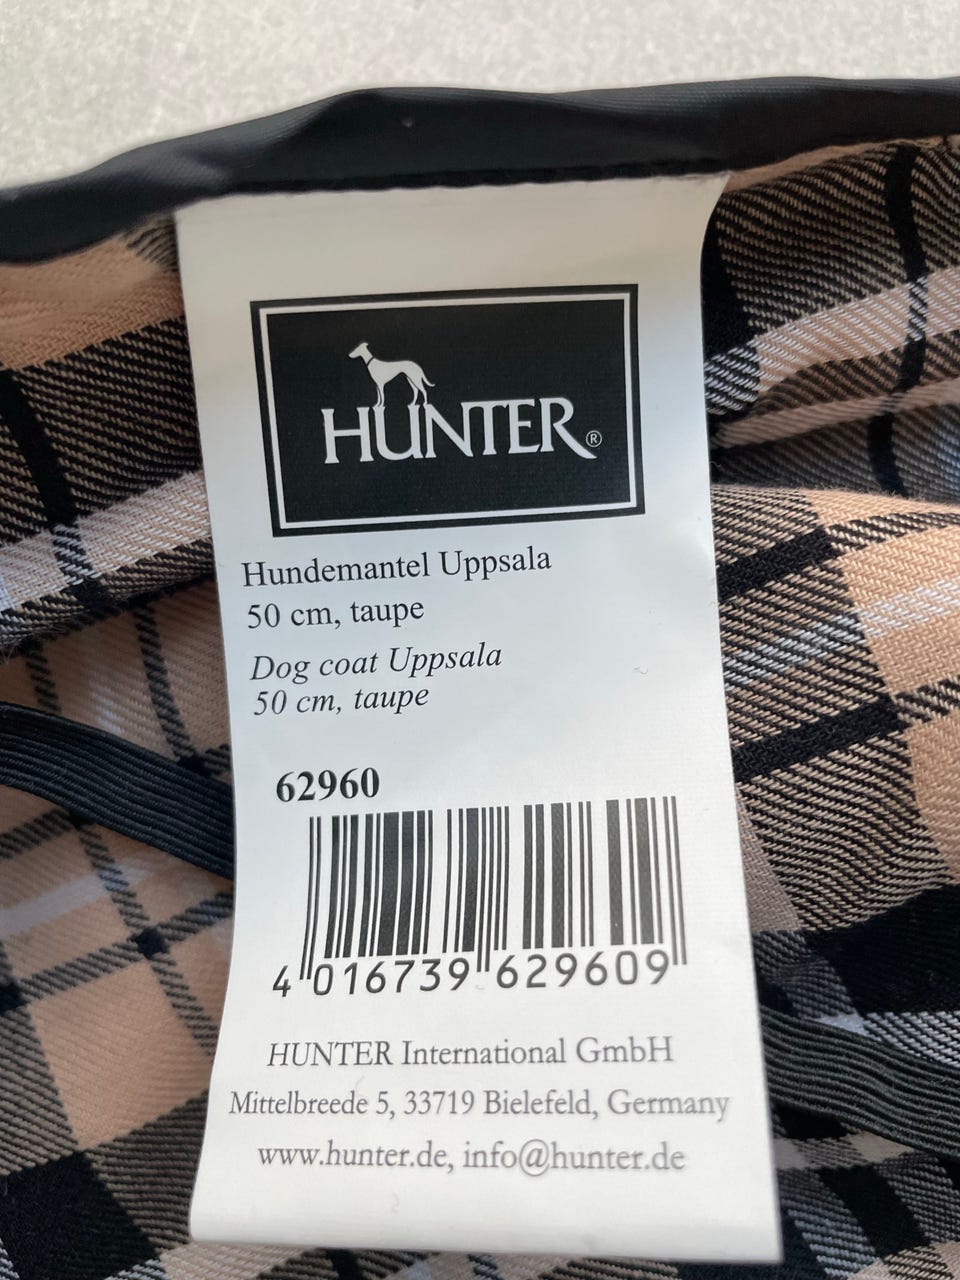 HUNTER®
Hundemantel Uppsala
50 cm, taupe
Dog coat Uppsala
50 cm, taupe
62960
4 016739 629609
HUNTER International GmbH
Mittelbreede 5, 33719 Bielefeld, Germany
www.hunter.de, info@hunter.de